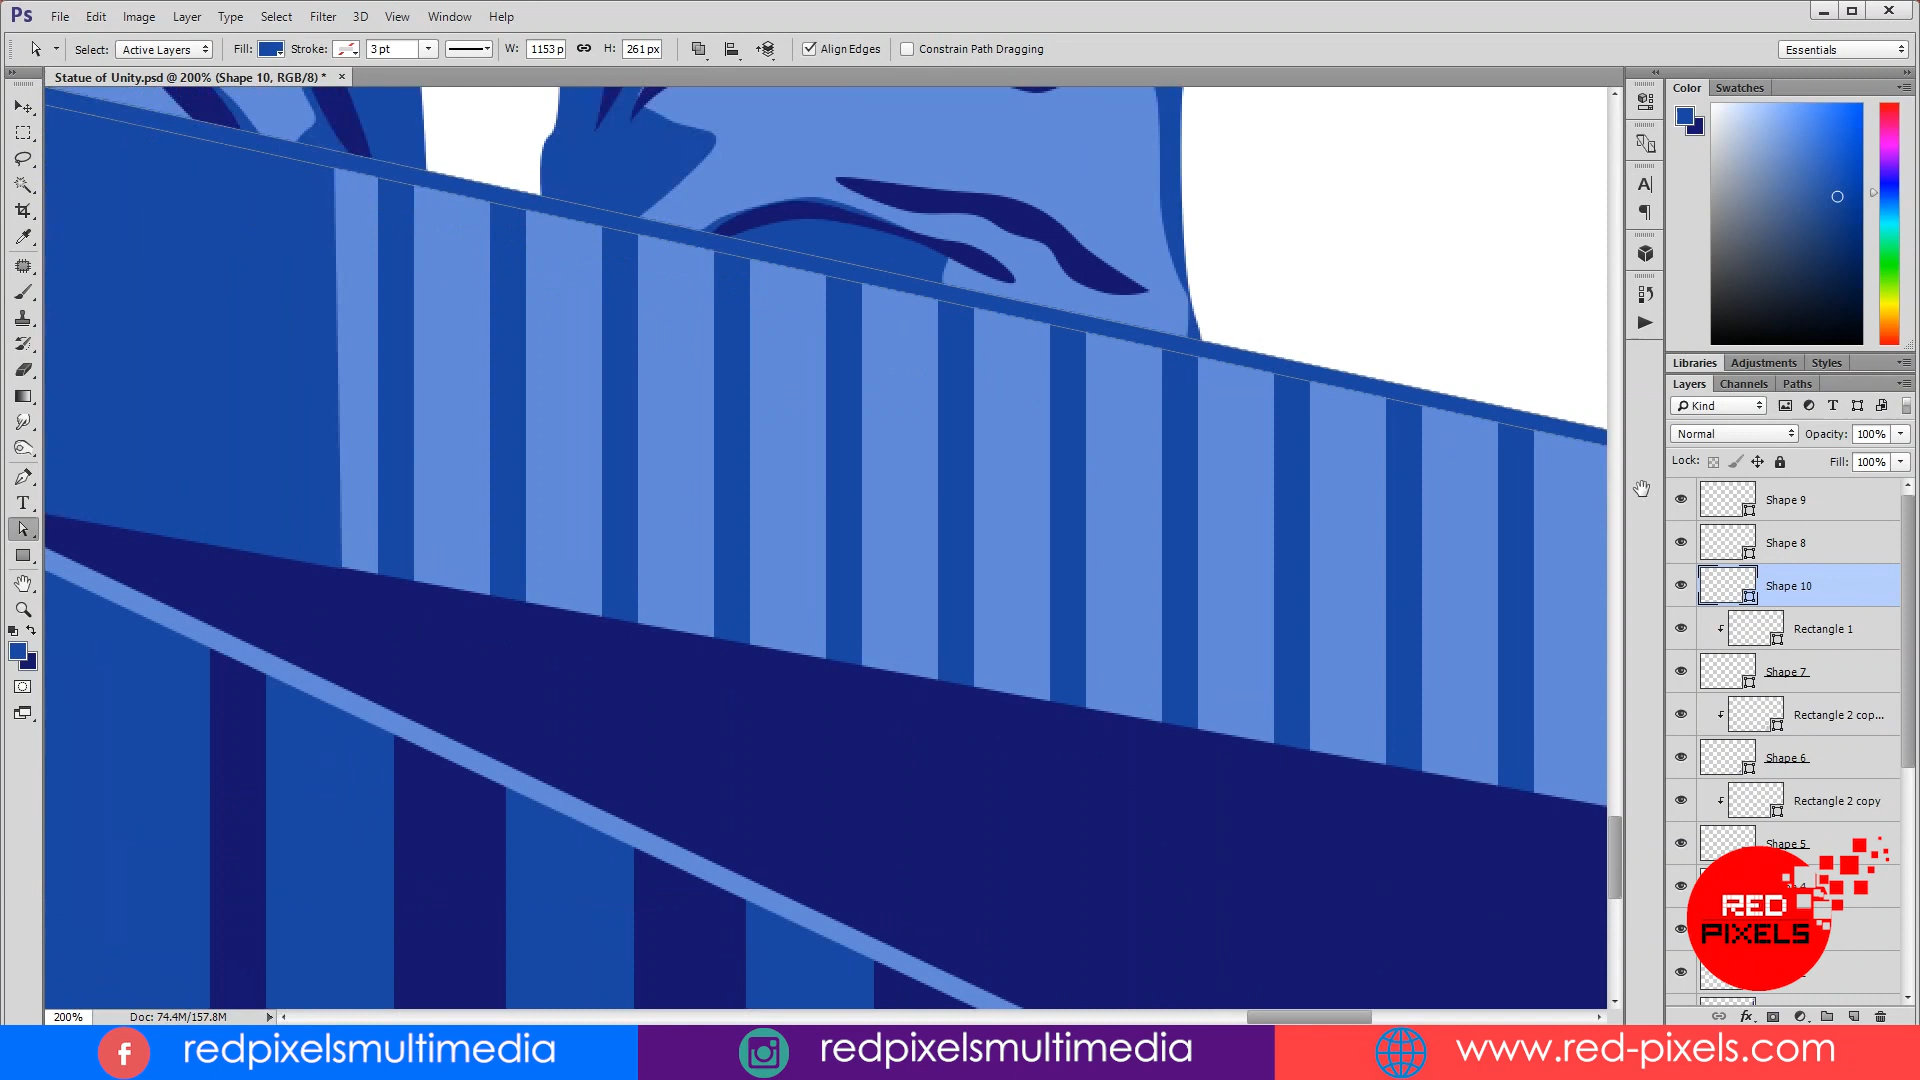 Ps File Edit Image Layer Type Select Filter 3D View Window Help
Select: Active Layers Fill: Stroke: 3 pt W: 1153 p H: 261 px Align Edges Constrain Path Dragging Essentials
Statue of Unity.psd @ 200% (Shape 10, RGB/8) *
Color Swatches
Libraries Adjustments Styles
Layers Channels Paths
Kind
Normal Opacity: 100%
Lock: Fill: 100%
Shape 9
Shape 8
Shape 10
Rectangle 1
Shape 7
Rectangle 2 cop...
Shape 6
Rectangle 2 copy
Shape 5
RED
PIXELS
200% Doc: 74.4M/157.8M
redpixelsmultimedia redpixelsmultimedia www.red-pixels.com